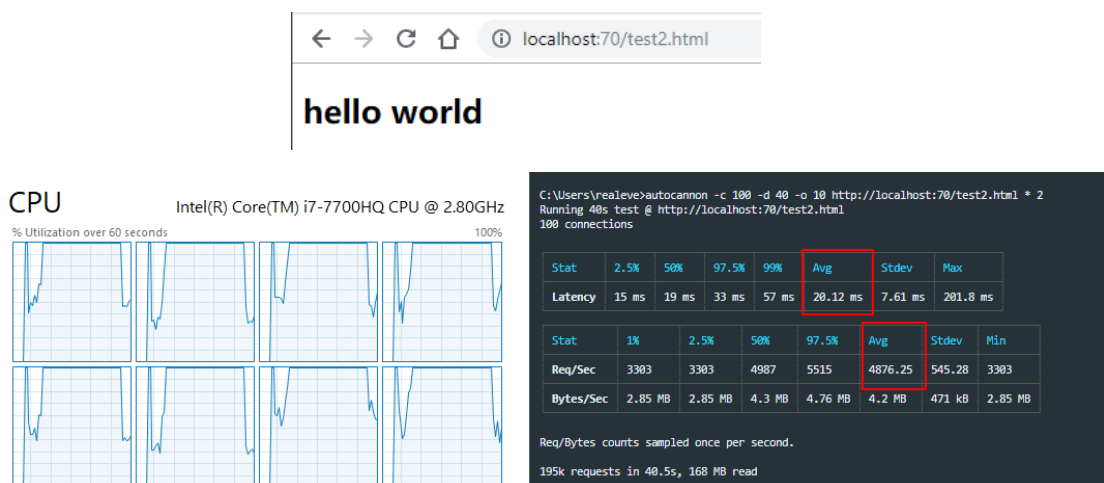 localhost:70/test2.html
hello world
CPU
Intel(R) Core(TM) i7-7700HQ CPU @ 2.80GHz
% Utilization over 60 seconds
100%
C:\Users\realeve>autocannon -c 100 -d 40 -o 10 http://localhost:70/test2.html * 2
Running 40s test @ http://localhost:70/test2.html
100 connections
Stat 2.5% 50% 97.5% 99% Avg Stdev Max
Latency 15 ms 19 ms 33 ms 57 ms 20.12 ms 7.61 ms 201.8 ms
Stat 1% 2.5% 50% 97.5% Avg Stdev Min
Req/Sec 3303 3303 4987 5515 4876.25 545.28 3303
Bytes/Sec 2.85 MB 2.85 MB 4.3 MB 4.76 MB 4.2 MB 471 kB 2.85 MB
Req/Bytes counts sampled once per second.
195k requests in 40.5s, 168 MB read